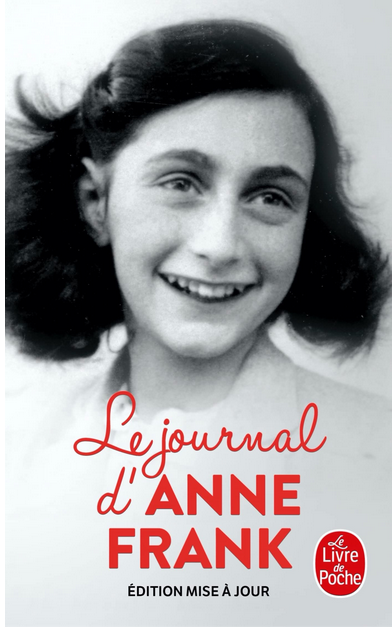 Le journal
d'ANNE
FRANK
ÉDITION MISE À JOUR
Le
Livre
de
Poche